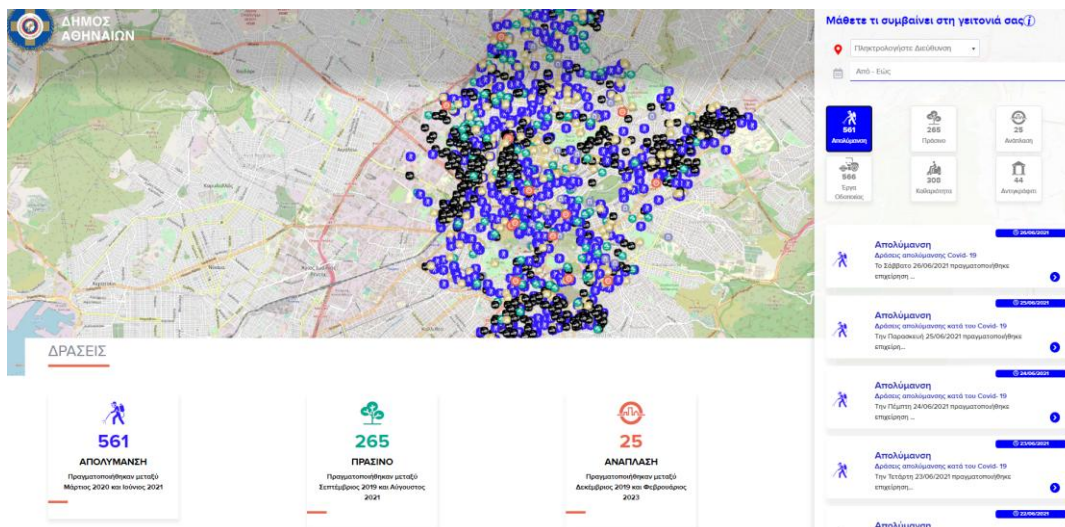 ΔΗΜΟΣ
ΑΘΗΝΑΙΩΝ
Μάθετε τι συμβαίνει στη γειτονιά σας
Πληκτρολογήστε Διεύθυνση
Από - Εώς
561
Απολύμανση
265
Πράσινο
25
Ανάπλαση
566
Έργα
Οδοποιίας
308
Καθαριότητα
44
Αντιγκράφιτι
26/06/2021
Απολύμανση
Δράσεις απολύμανσης Covid- 19
Το Σάββατο 26/06/2021 πραγματοποιήθηκε
επιχείρηση ...
25/06/2021
Απολύμανση
Δράσεις απολύμανσης κατά του Covid- 19
Την Παρασκευή 25/06/2021 πραγματοποιήθηκε
επιχείρη...
24/06/2021
Απολύμανση
Δράσεις απολύμανσης κατά του Covid- 19
Την Πέμπτη 24/06/2021 πραγματοποιήθηκε
επιχείρηση ...
23/06/2021
Απολύμανση
Δράσεις απολύμανσης κατά του Covid- 19
Την Τετάρτη 23/06/2021 πραγματοποιήθηκε
επιχείρηση...
22/06/2021
Απολύμανση
ΔΡΑΣΕΙΣ
561
ΑΠΟΛΥΜΑΝΣΗ
Πραγματοποιήθηκαν μεταξύ
Μάρτιος 2020 και Ιούνιος 2021
265
ΠΡΑΣΙΝΟ
Πραγματοποιήθηκαν μεταξύ
Σεπτέμβριος 2019 και Αύγουστος
2021
25
ΑΝΑΠΛΑΣΗ
Πραγματοποιήθηκαν μεταξύ
Δεκέμβριος 2019 και Φεβρουάριος
2023